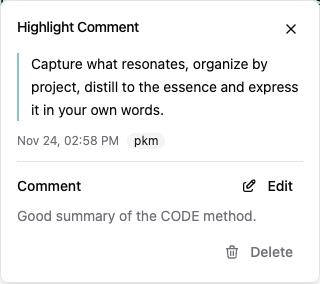 Highlight Comment
Capture what resonates, organize by
project, distill to the essence and express
it in your own words.
Nov 24, 02:58 PM pkm
Comment Edit
Good summary of the CODE method.
Delete